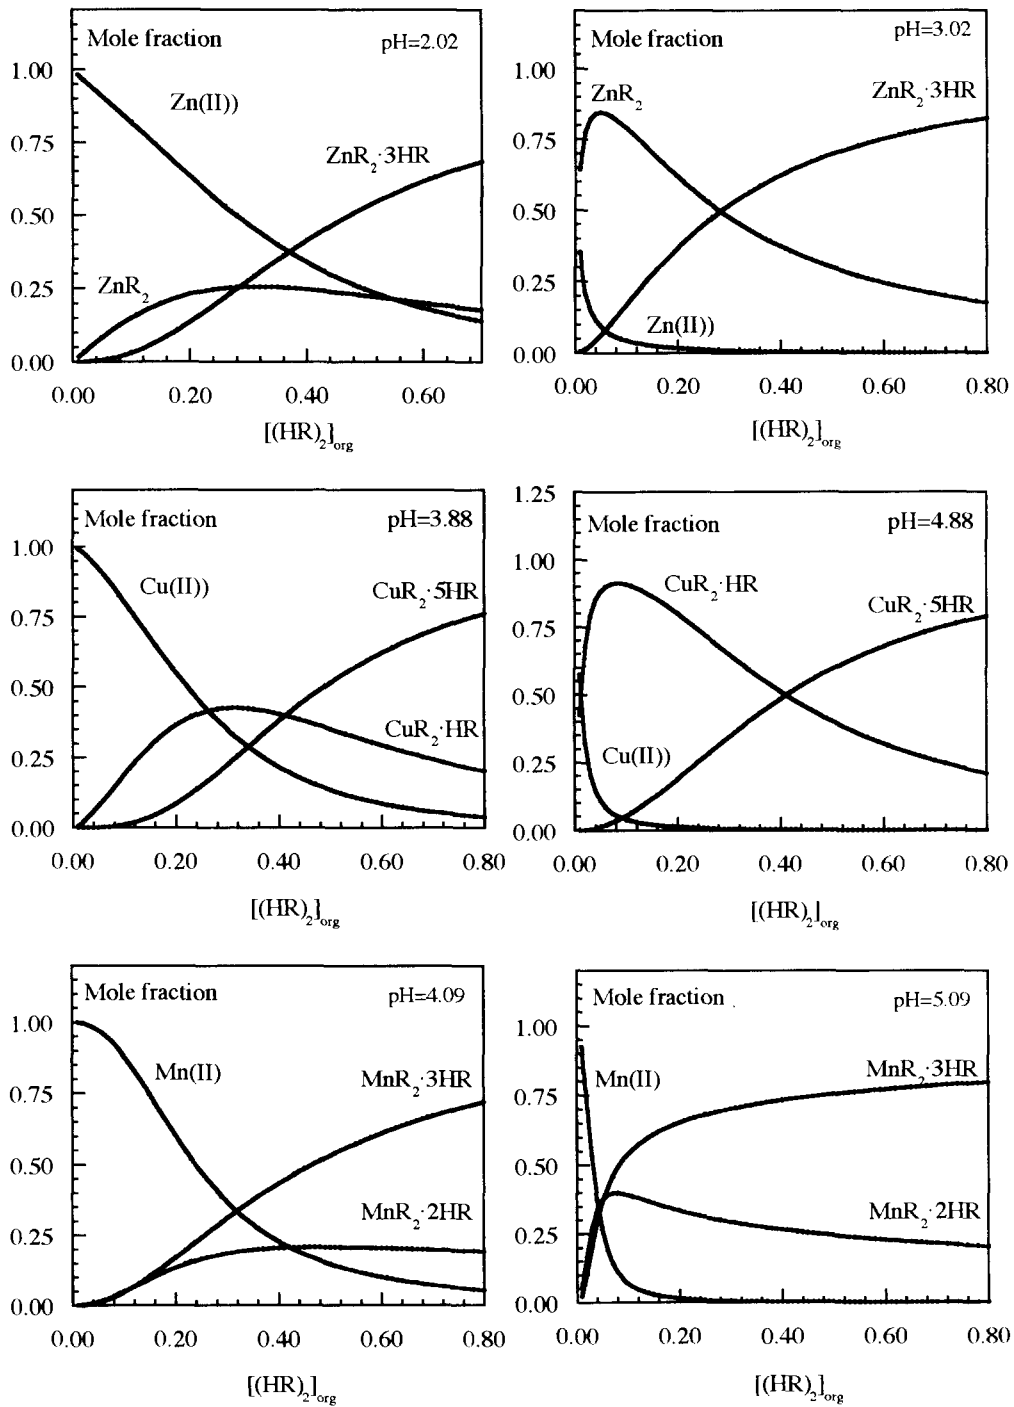 Mole fraction pH=2.02
1.00
Zn(II))
0.75
ZnR2·3HR
0.50
ZnR2
0.25
0.00
0.00 0.20 0.40 0.60
[(HR)2]org
Mole fraction pH=3.02
1.00
ZnR2
ZnR2·3HR
0.75
0.50
0.25
Zn(II))
0.00
0.00 0.20 0.40 0.60 0.80
[(HR)2]org
Mole fraction pH=3.88
1.00
Cu(II))
CuR2·5HR
0.75
0.50
CuR2·HR
0.25
0.00
0.00 0.20 0.40 0.60 0.80
[(HR)2]org
1.25
Mole fraction pH=4.88
1.00
CuR2·HR
CuR2·5HR
0.75
0.50
Cu(II))
0.25
0.00
0.00 0.20 0.40 0.60 0.80
[(HR)2]org
Mole fraction pH=4.09
1.00
Mn(II)
MnR2·3HR
0.75
0.50
MnR2·2HR
0.25
0.00
0.00 0.20 0.40 0.60 0.80
[(HR)2]org
Mole fraction pH=5.09
1.00
Mn(II)
MnR2·3HR
0.75
0.50
MnR2·2HR
0.25
0.00
0.00 0.20 0.40 0.60 0.80
[(HR)2]org